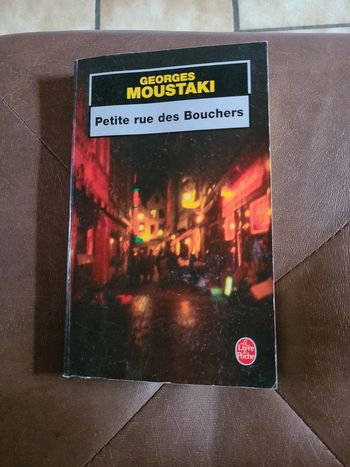 GEORGES
MOUSTAKI
Petite rue des Bouchers
Le
Livre
de
Poche